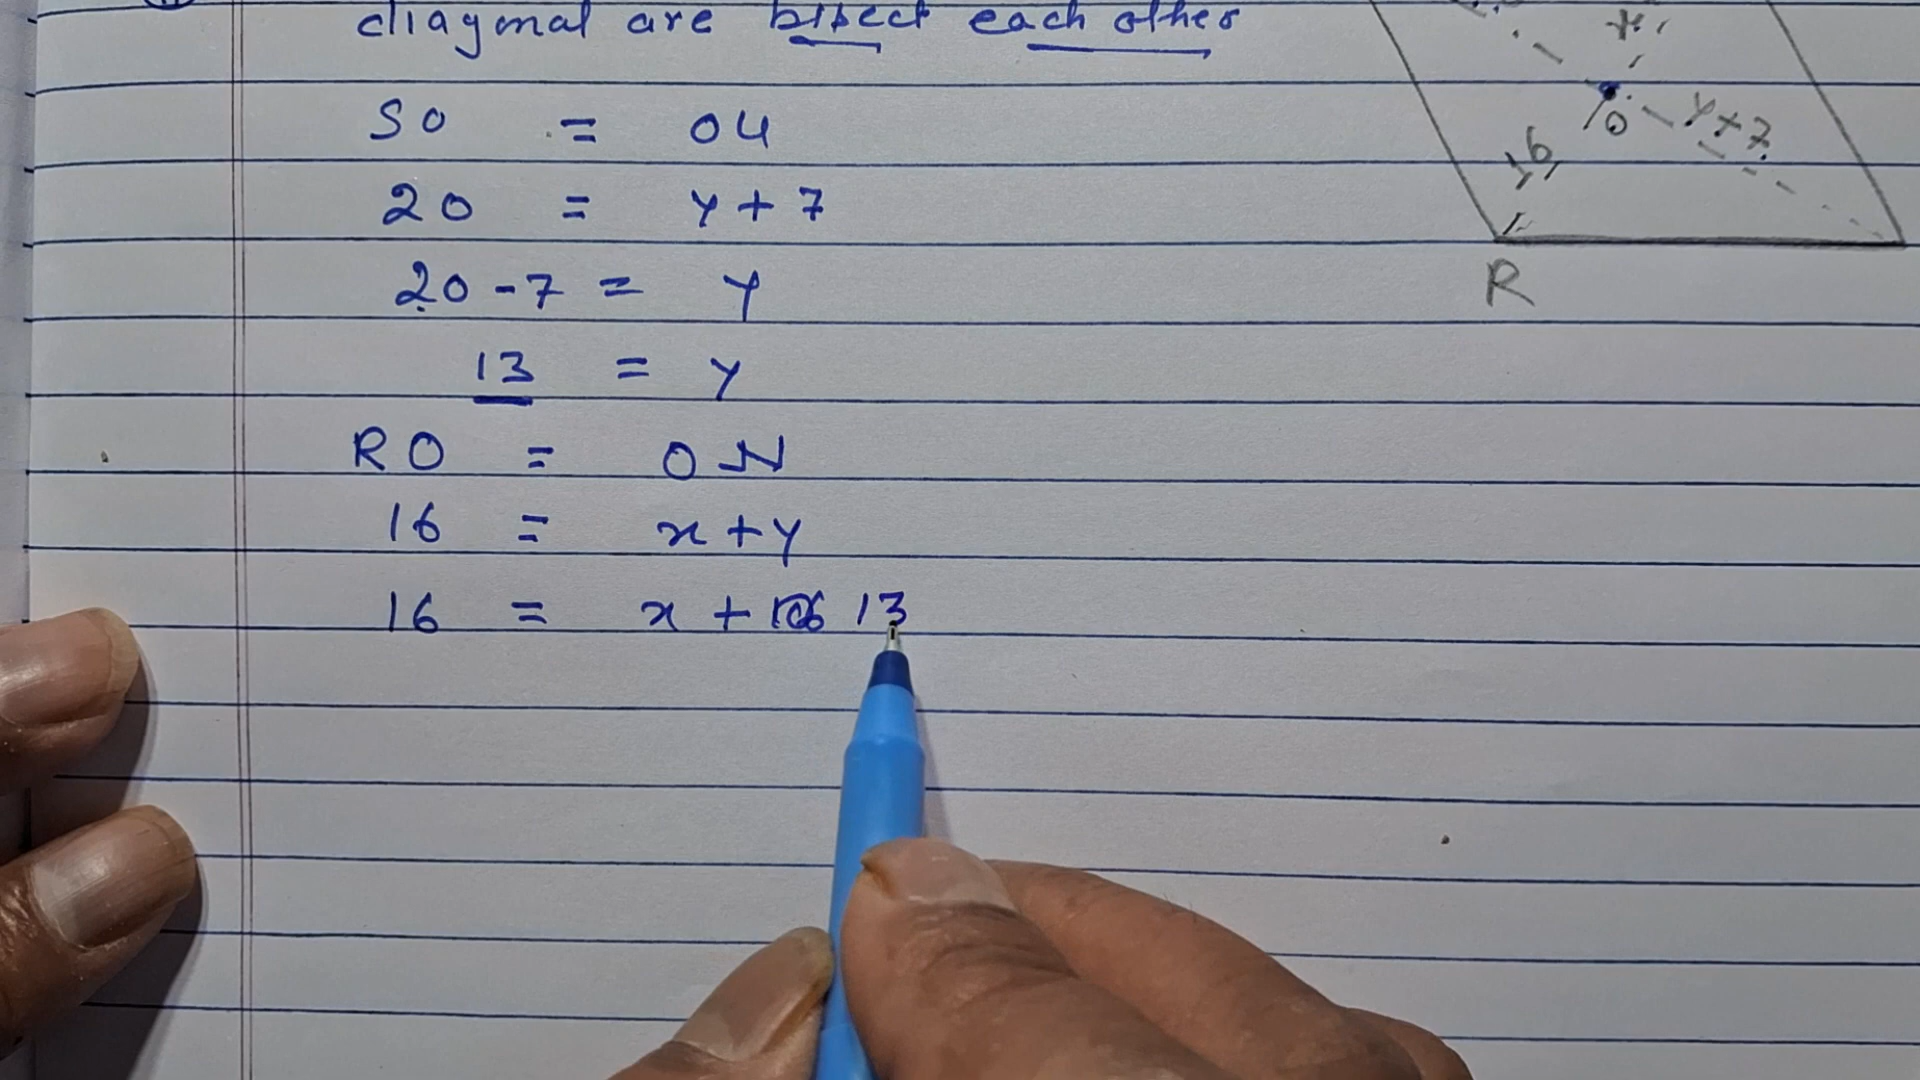 diagonal are bisect each other
SO = OU
20 = y + 7
20 - 7 = y
13 = y
RO = ON
16 = x + y
16 = x + 13
16
O
y + 7
R